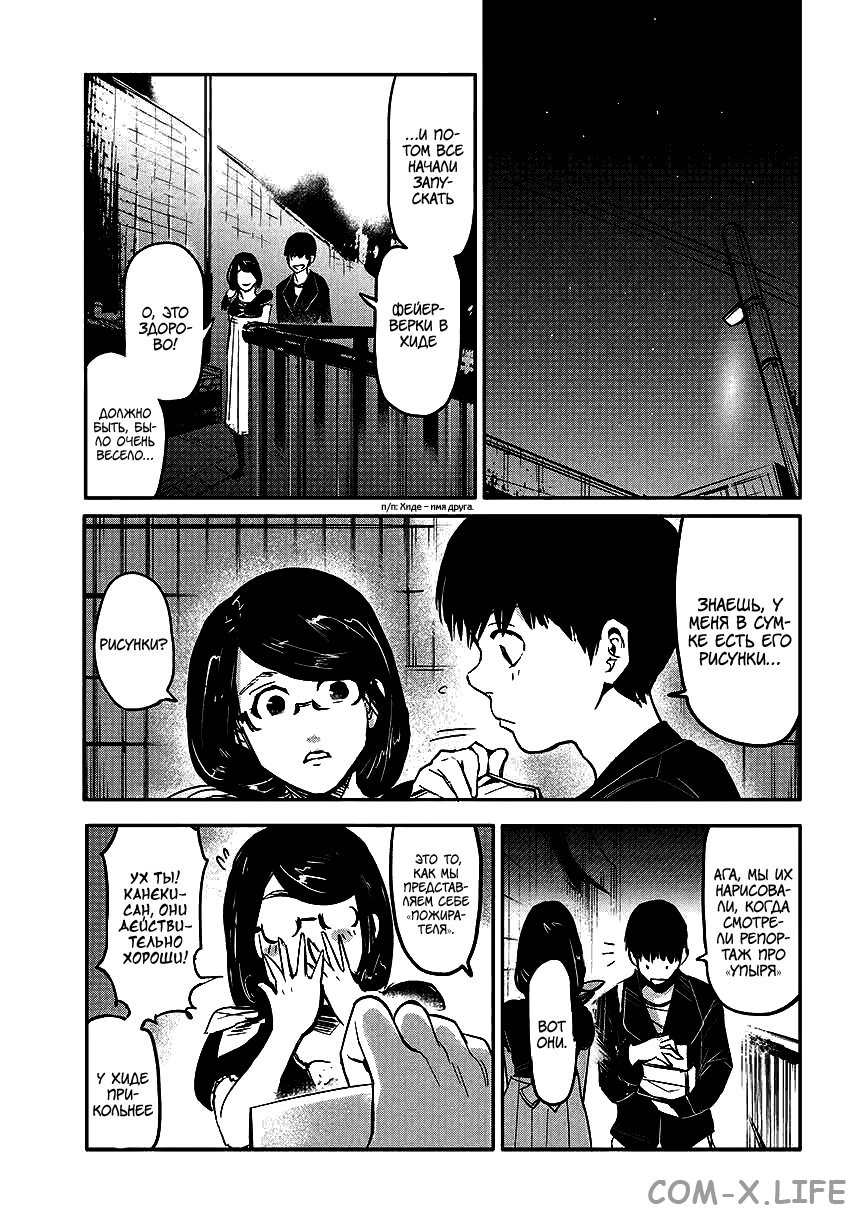 ...И ПО-
ТОМ ВСЕ
НАЧАЛИ
ЗАПУ-
СКАТЬ
ФЕЙЕР-
ВЕРКИ В
ХИДЕ
О, ЭТО
ЗДОРО-
ВО!
ДОЛЖНО
БЫТЬ, БЫ-
ЛО ОЧЕНЬ
ВЕСЕЛО...
п/п: Хиде – имя друга.
ЗНАЕШЬ, У
МЕНЯ В СУМ-
КЕ ЕСТЬ ЕГО
РИСУНКИ...
РИСУНКИ?
АГА, МЫ ИХ
НАРИСОВА-
ЛИ, КОГДА
СМОТРЕ-
ЛИ РЕПОР-
ТАЖ ПРО
«УПЫРЯ»
ВОТ
ОНИ.
ЭТО ТО,
КАК МЫ
ПРЕДСТАВ-
ЛЯЕМ СЕБЕ
«ПОЖИРА-
ТЕЛЯ».
УХ ТЫ!
КАНЕКИ-
САН, ОНИ
ДЕЙСТВИ-
ТЕЛЬНО
ХОРОШИ!
У ХИДЕ
ПРИ-
КОЛЬНЕЕ
COM-X.LIFE